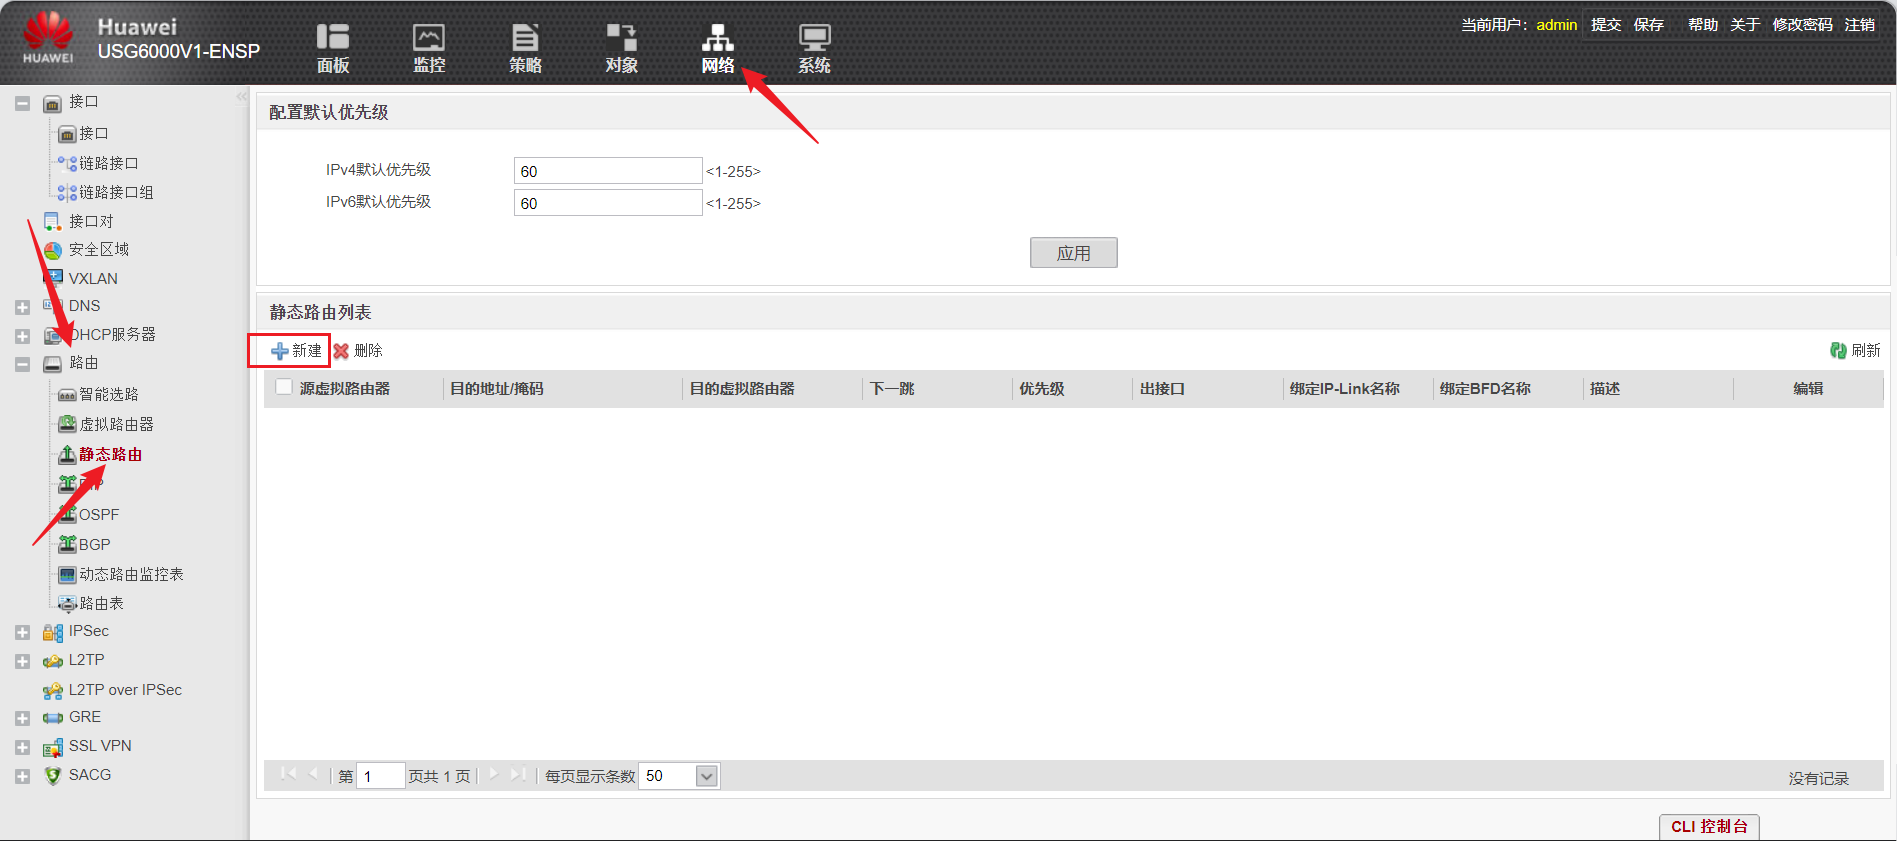 HUAWEI
Huawei
USG6000V1-ENSP
面板
监控
策略
对象
网络
系统
当前用户：admin 提交 保存 帮助 关于 修改密码 注销
接口
接口
链路接口
链路接口组
接口对
安全区域
VXLAN
DNS
DHCP服务器
路由
智能选路
虚拟路由器
静态路由
OSPF
BGP
动态路由监控表
路由表
IPSec
L2TP
L2TP over IPSec
GRE
SSL VPN
SACG
配置默认优先级
IPv4默认优先级 60 <1-255>
IPv6默认优先级 60 <1-255>
应用
静态路由列表
新建 删除 刷新
源虚拟路由器 目的地址/掩码 目的虚拟路由器 下一跳 优先级 出接口 绑定IP-Link名称 绑定BFD名称 描述 编辑
第 1 页共 1 页 每页显示条数 50 没有记录
CLI 控制台